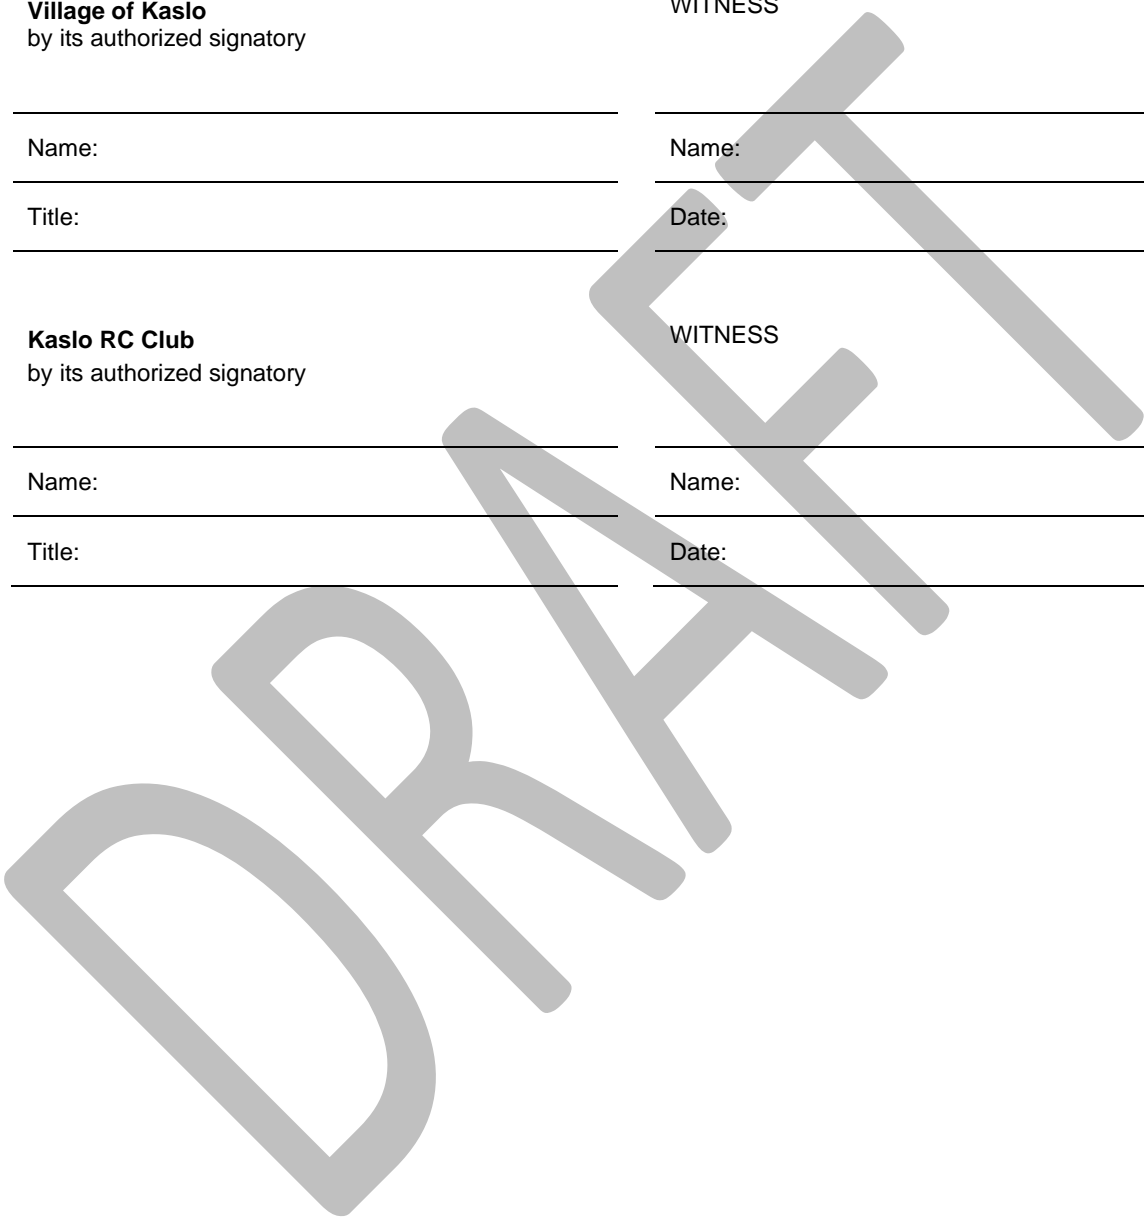 Village of Kaslo
by its authorized signatory
WITNESS
Name:
Name:
Title:
Date:
Kaslo RC Club
by its authorized signatory
WITNESS
Name:
Name:
Title:
Date:
DRAFT